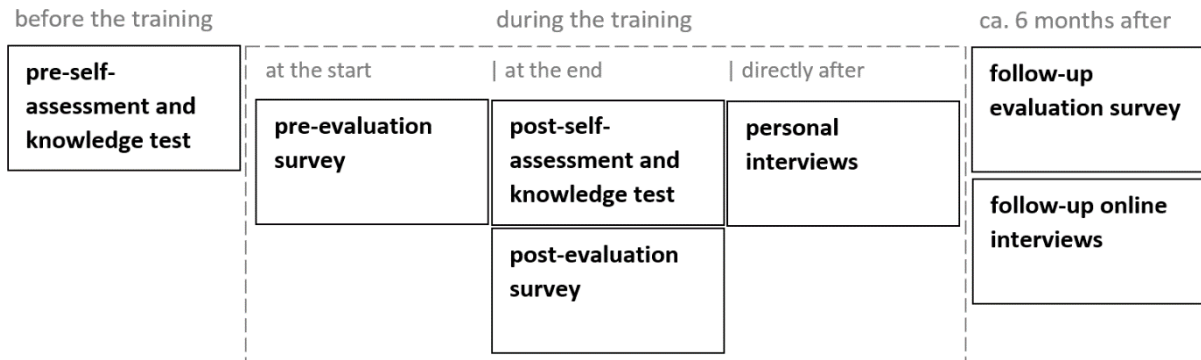 before the training
during the training
ca. 6 months after
pre-self-
assessment and
knowledge test
at the start
| at the end
| directly after
pre-evaluation
survey
post-self-
assessment and
knowledge test
post-evaluation
survey
personal
interviews
follow-up
evaluation survey
follow-up online
interviews